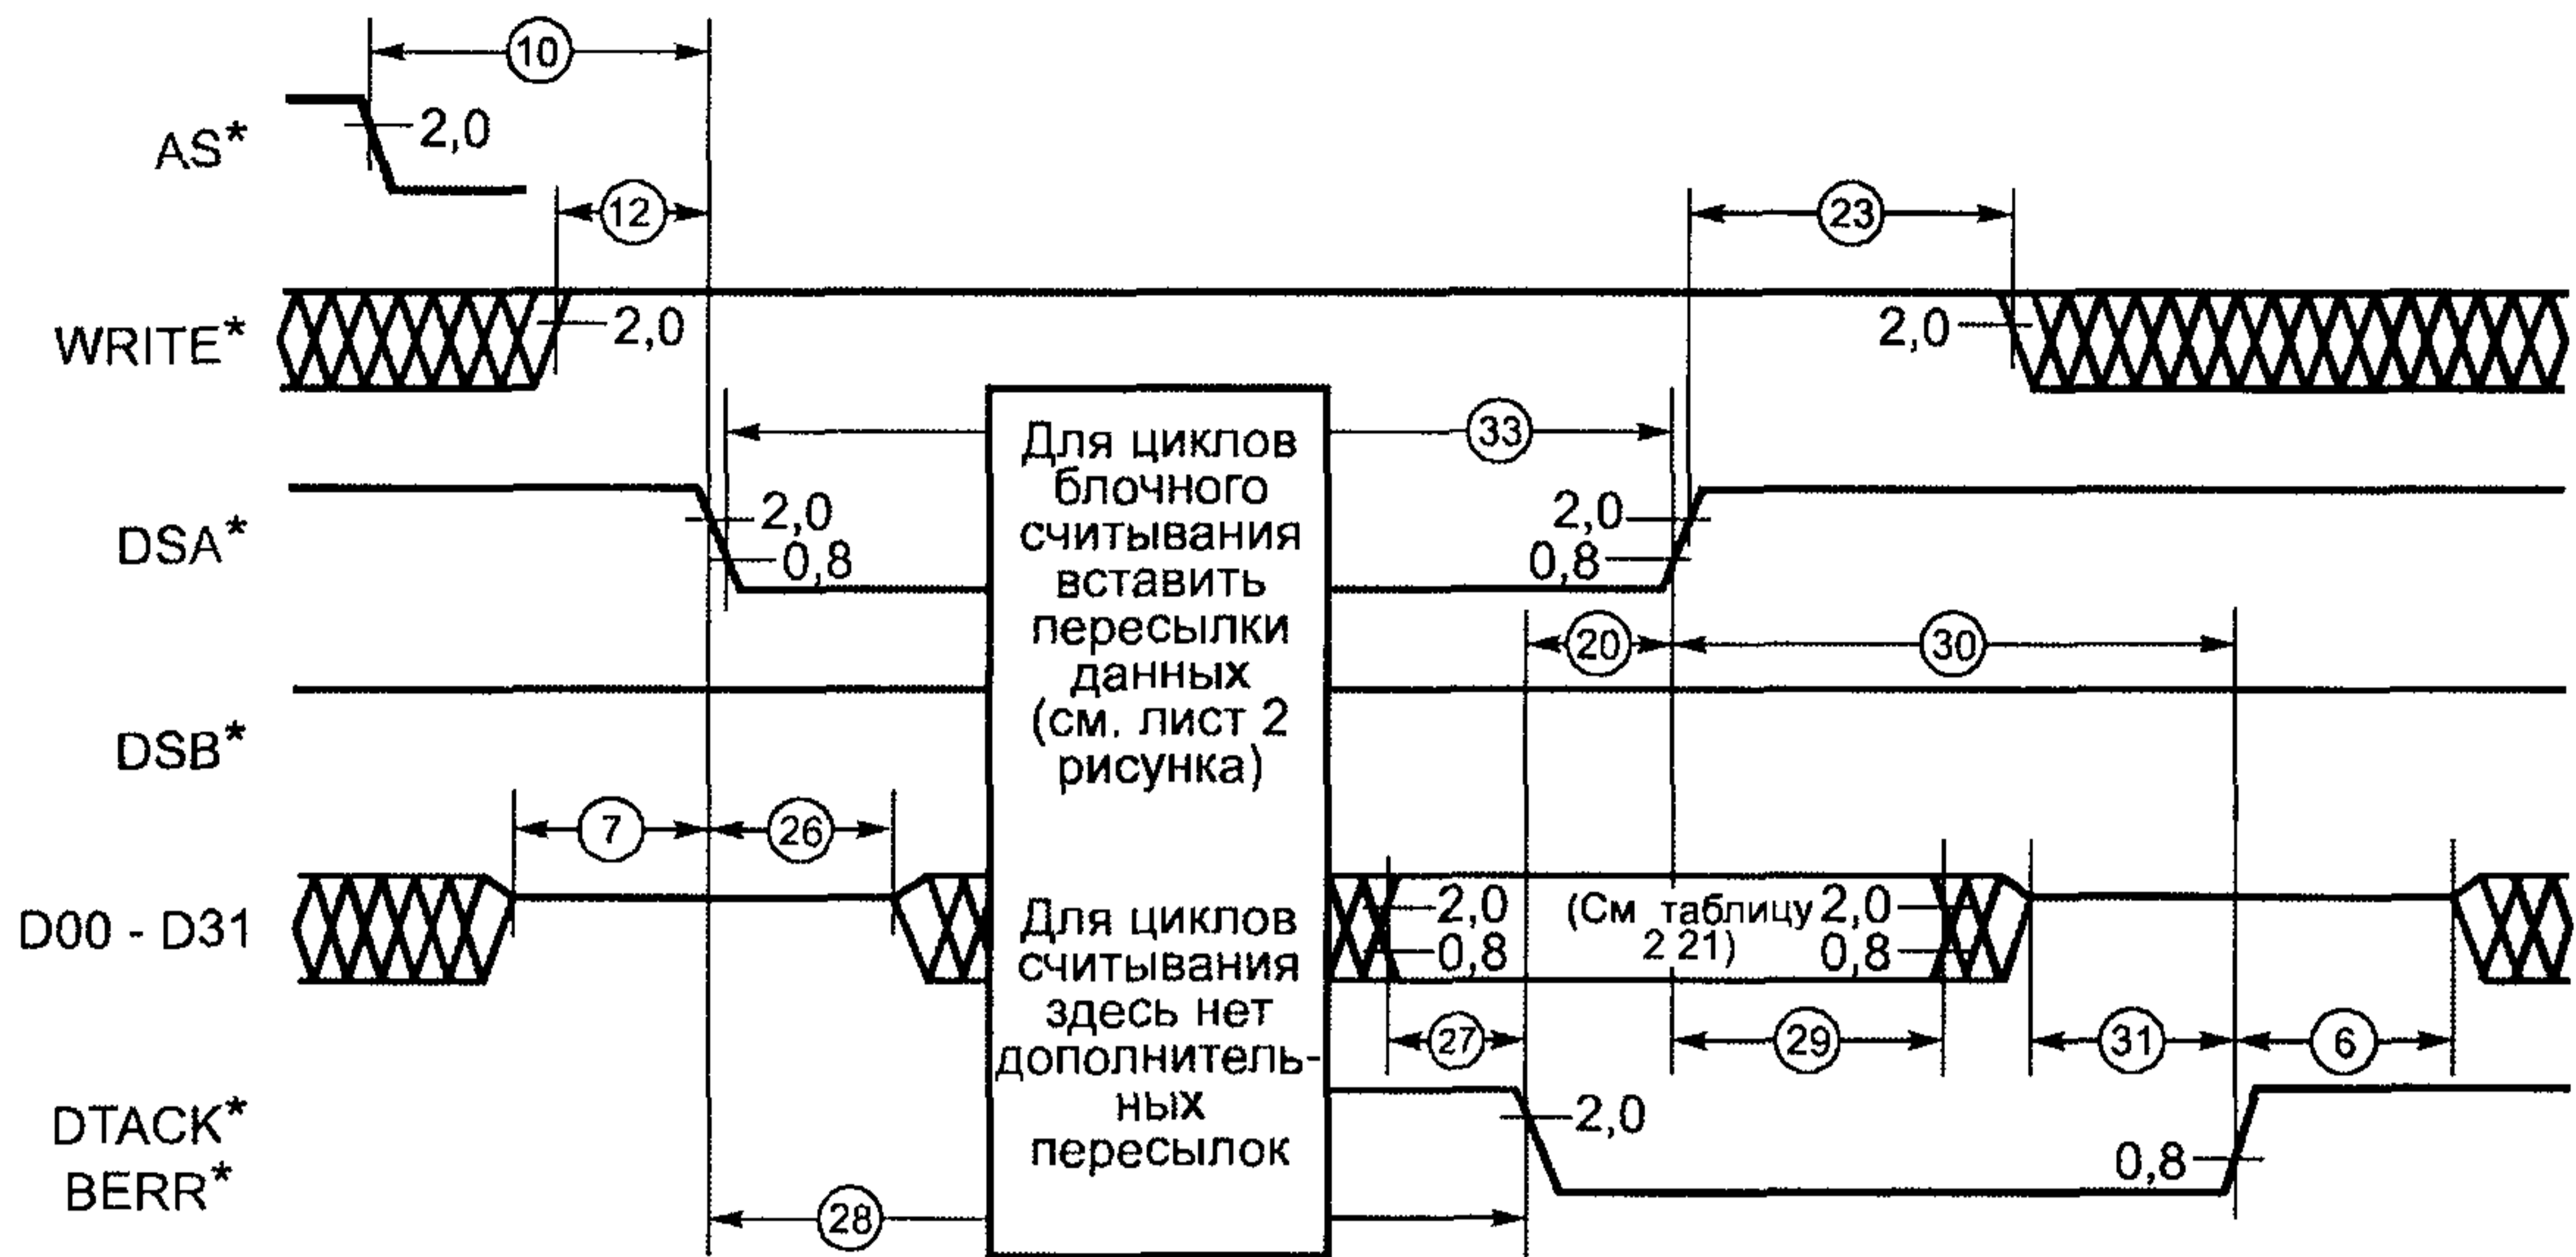 10
AS*
2,0
12
23
WRITE*
2,0
2,0
33
DSA*
2,0
0,8
2,0
0,8
Для циклов
блочного
считывания
вставить
пересылки
данных
(см. лист 2
рисунка)
20
30
DSB*
7
26
D00 - D31
Для циклов
считывания
здесь нет
дополнитель-
ных
пересылок
2,0
0,8
(См таблицу
2 21)
2,0
0,8
27
29
31
6
DTACK*
BERR*
2,0
0,8
28